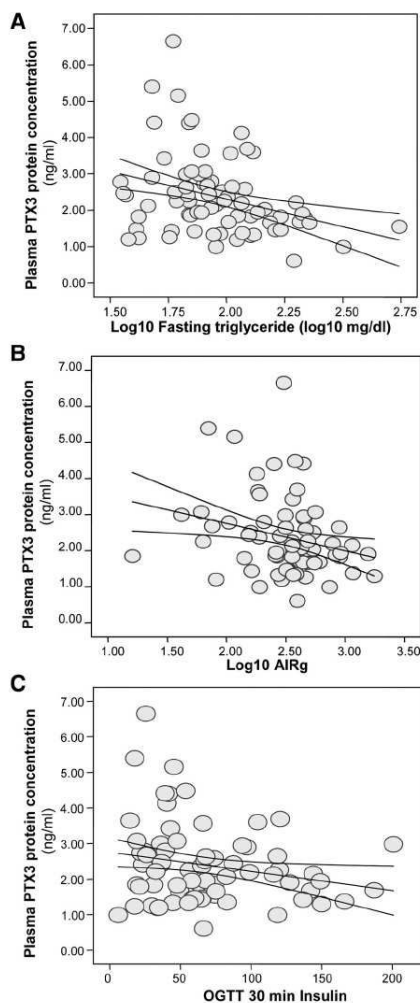 A
Plasma PTX3 protein concentration
(ng/ml)
7.00
6.00
5.00
4.00
3.00
2.00
1.00
0.00
1.50 1.75 2.00 2.25 2.50 2.75
Log10 Fasting triglyceride (log10 mg/dl)
B
Plasma PTX3 protein concentration
(ng/ml)
7.00
6.00
5.00
4.00
3.00
2.00
1.00
0.00
1.00 1.50 2.00 2.50 3.00 3.50
Log10 AIRg
C
Plasma PTX3 protein concentration
(ng/ml)
7.00
6.00
5.00
4.00
3.00
2.00
1.00
0.00
0 50 100 150 200
OGTT 30 min Insulin